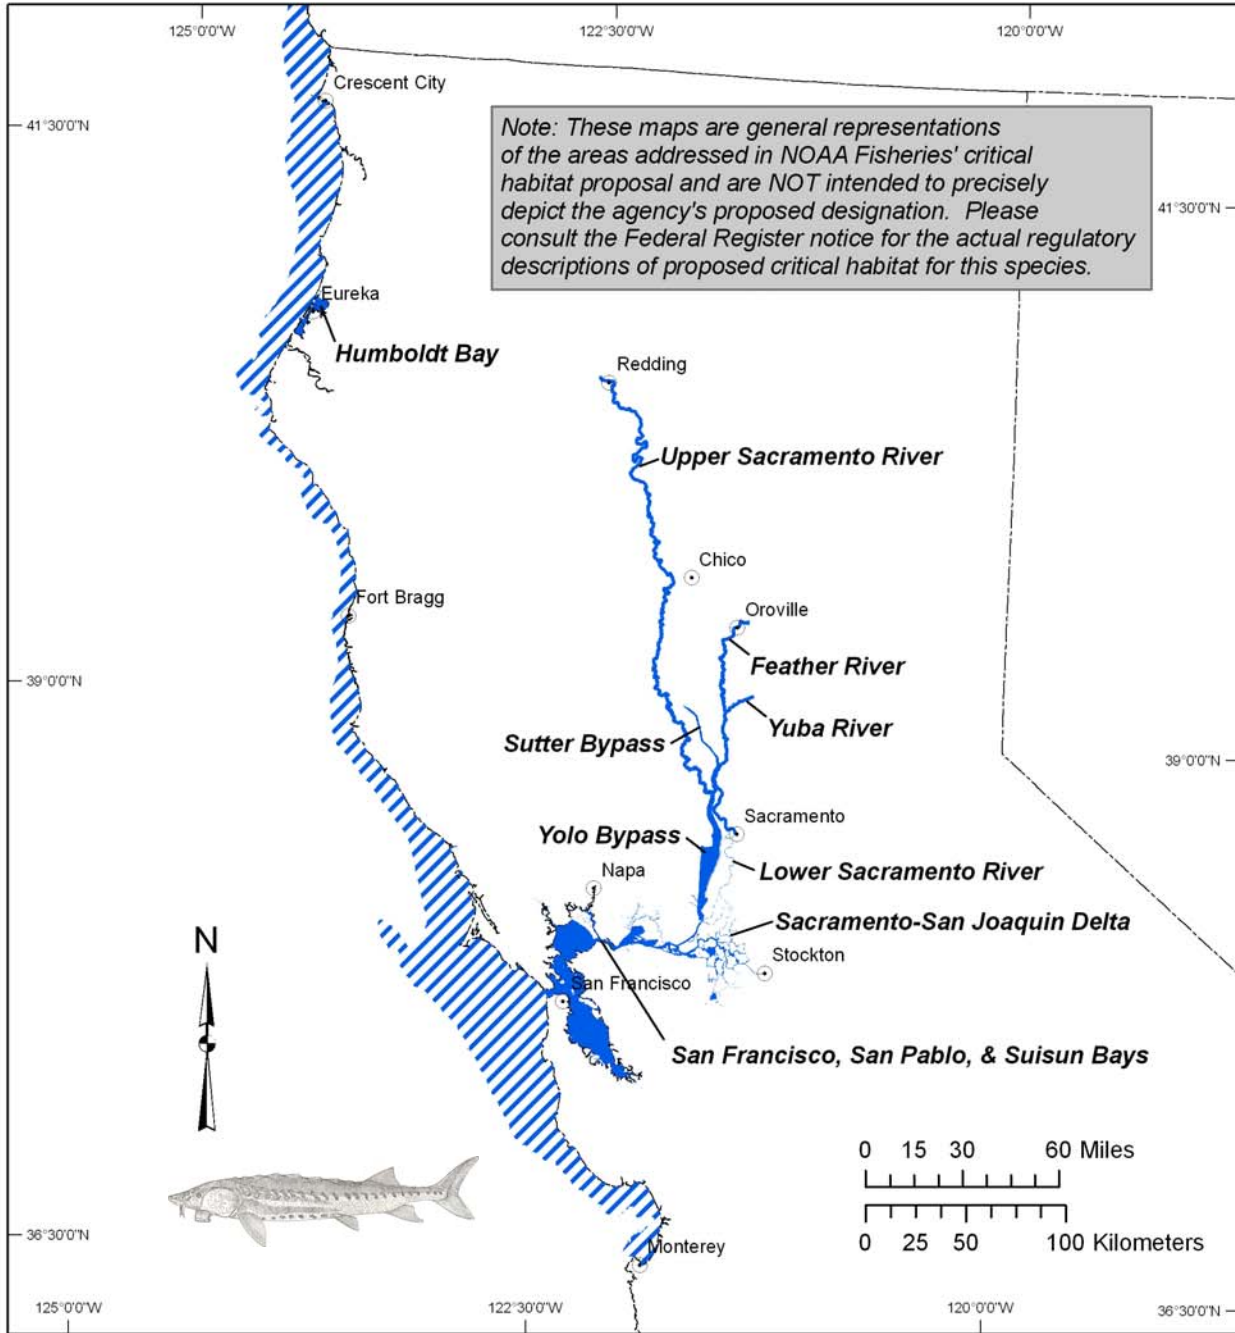 125°0'0"W
122°30'0"W
120°0'0"W
Crescent City
41°30'0"N
Note: These maps are general representations
of the areas addressed in NOAA Fisheries' critical
habitat proposal and are NOT intended to precisely
depict the agency's proposed designation. Please
consult the Federal Register notice for the actual regulatory
descriptions of proposed critical habitat for this species.
41°30'0"N
Eureka
Humboldt Bay
Redding
Upper Sacramento River
Chico
Fort Bragg
Oroville
Feather River
39°0'0"N
Yuba River
Sutter Bypass
39°0'0"N
Sacramento
Yolo Bypass
Napa
Lower Sacramento River
Sacramento-San Joaquin Delta
N
Stockton
San Francisco
San Francisco, San Pablo, & Suisun Bays
0 15 30 60 Miles
36°30'0"N
Monterey
0 25 50 100 Kilometers
125°0'0"W
122°30'0"W
120°0'0"W
36°30'0"N